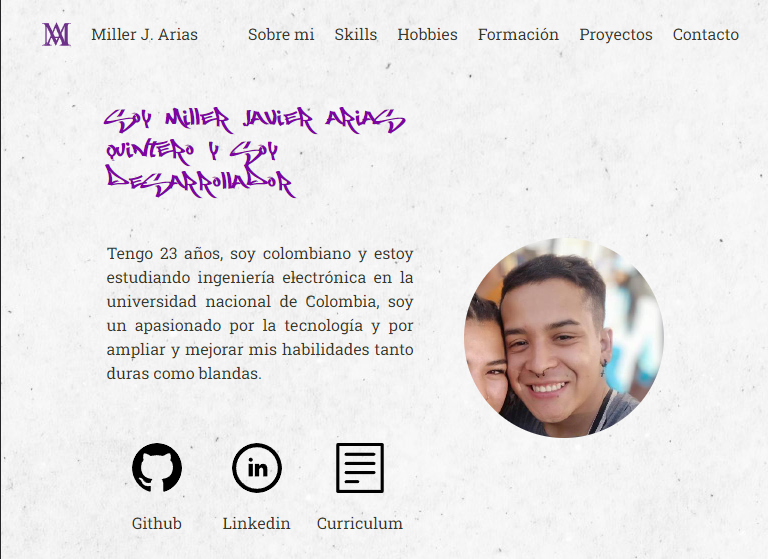 Miller J. Arias Sobre mi Skills Hobbies Formación Proyectos Contacto
Soy Miller Javier Arias
Quintero y Soy
Desarrollador
Tengo 23 años, soy colombiano y estoy
estudiando ingeniería electrónica en la
universidad nacional de Colombia, soy
un apasionado por la tecnología y por
ampliar y mejorar mis habilidades tanto
duras como blandas.
in
Github Linkedin Curriculum